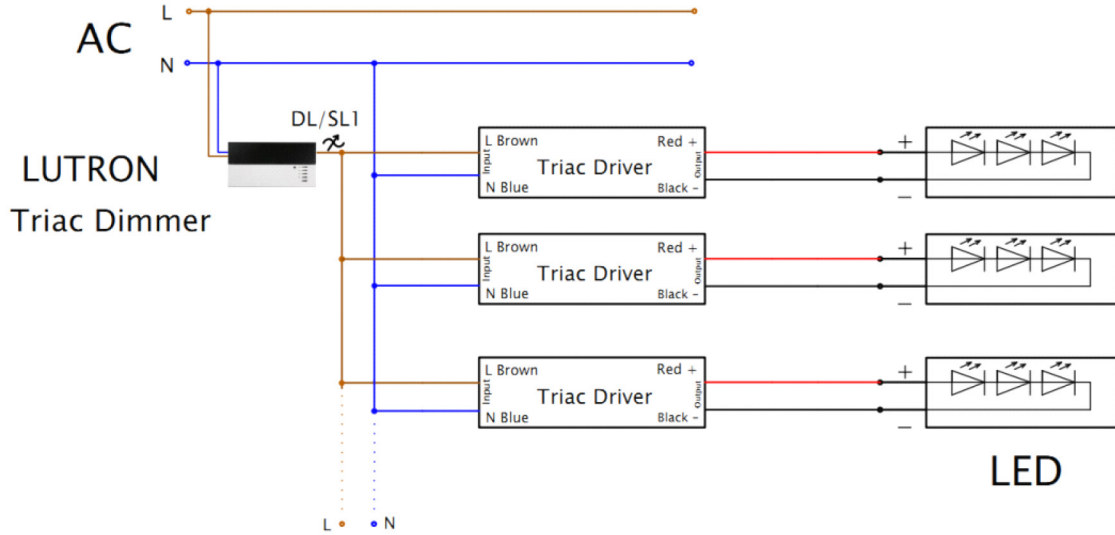 L
AC
N
DL/SL1
LUTRON
Triac Dimmer
L Brown
Red +
Input
Triac Driver
Output
N Blue
Black -
+
-
L Brown
Red +
Input
Triac Driver
Output
N Blue
Black -
+
-
L Brown
Red +
Input
Triac Driver
Output
N Blue
Black -
+
-
LED
L
N